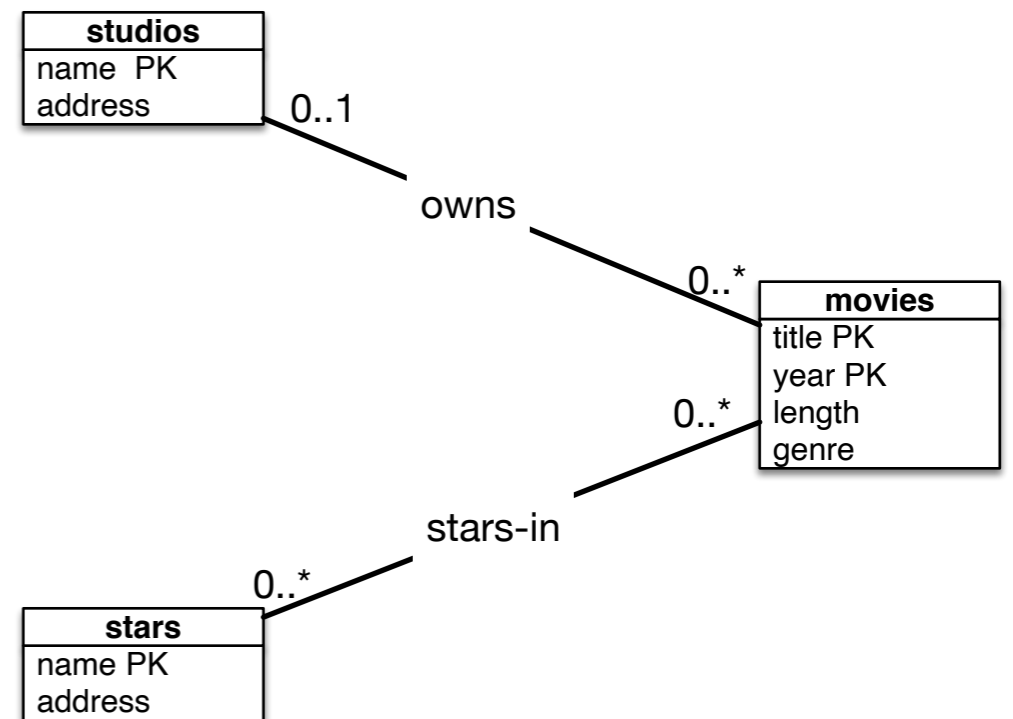 studios
name PK
address
0..1
owns
0..*
movies
title PK
year PK
length
genre
0..*
stars-in
0..*
stars
name PK
address